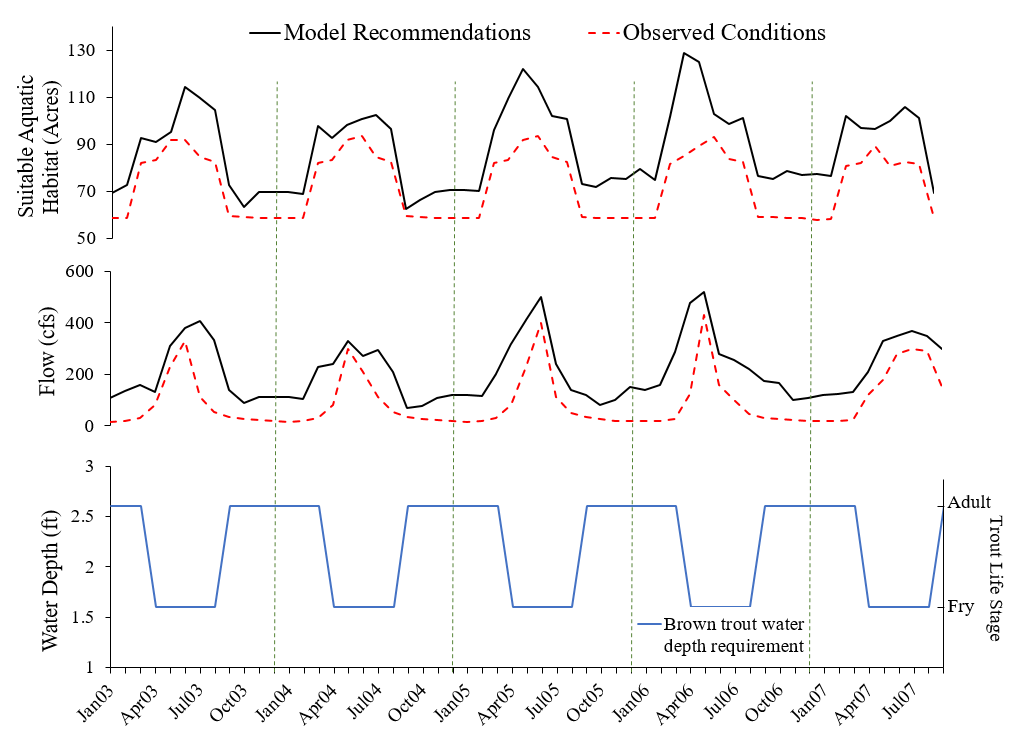 Model Recommendations
Observed Conditions
Suitable Aquatic
Habitat (Acres)
130
110
90
70
50
Flow (cfs)
600
400
200
0
Water Depth (ft)
3
2.5
2
1.5
1
Adult
Fry
Trout Life Stage
Brown trout water
depth requirement
Jan03
Apr03
Jul03
Oct03
Jan04
Apr04
Jul04
Oct04
Jan05
Apr05
Jul05
Oct05
Jan06
Apr06
Jul06
Oct06
Jan07
Apr07
Jul07